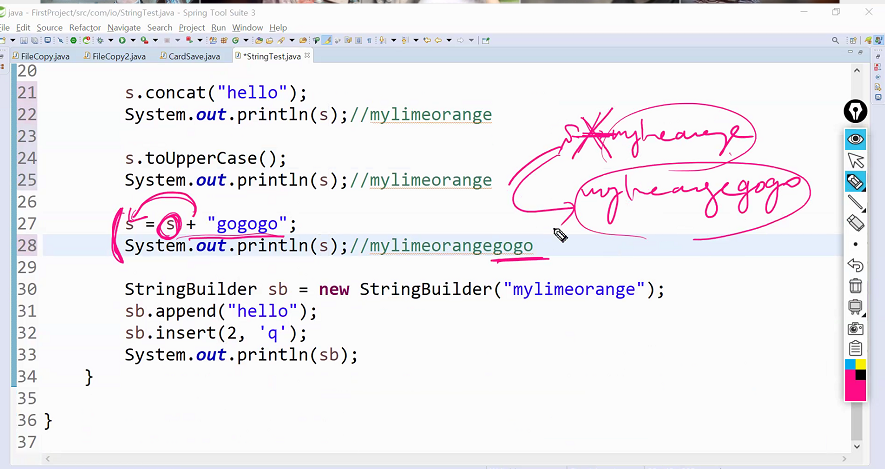 java - FirstProject/src/com/io/StringTest.java - Spring Tool Suite 3
File Edit Source Refactor Navigate Search Project Run Window Help
FileCopy.java FileCopy2.java CardSave.java *StringTest.java
20
21 s.concat("hello");
22 System.out.println(s);//mylimeorange
23
24 s.toUpperCase();
25 System.out.println(s);//mylimeorange
26
27 s = s + "gogogo";
28 System.out.println(s);//mylimeorangegogo
29
30 StringBuilder sb = new StringBuilder("mylimeorange");
31 sb.append("hello");
32 sb.insert(2, 'q');
33 System.out.println(sb);
34 }
35
36 }
37